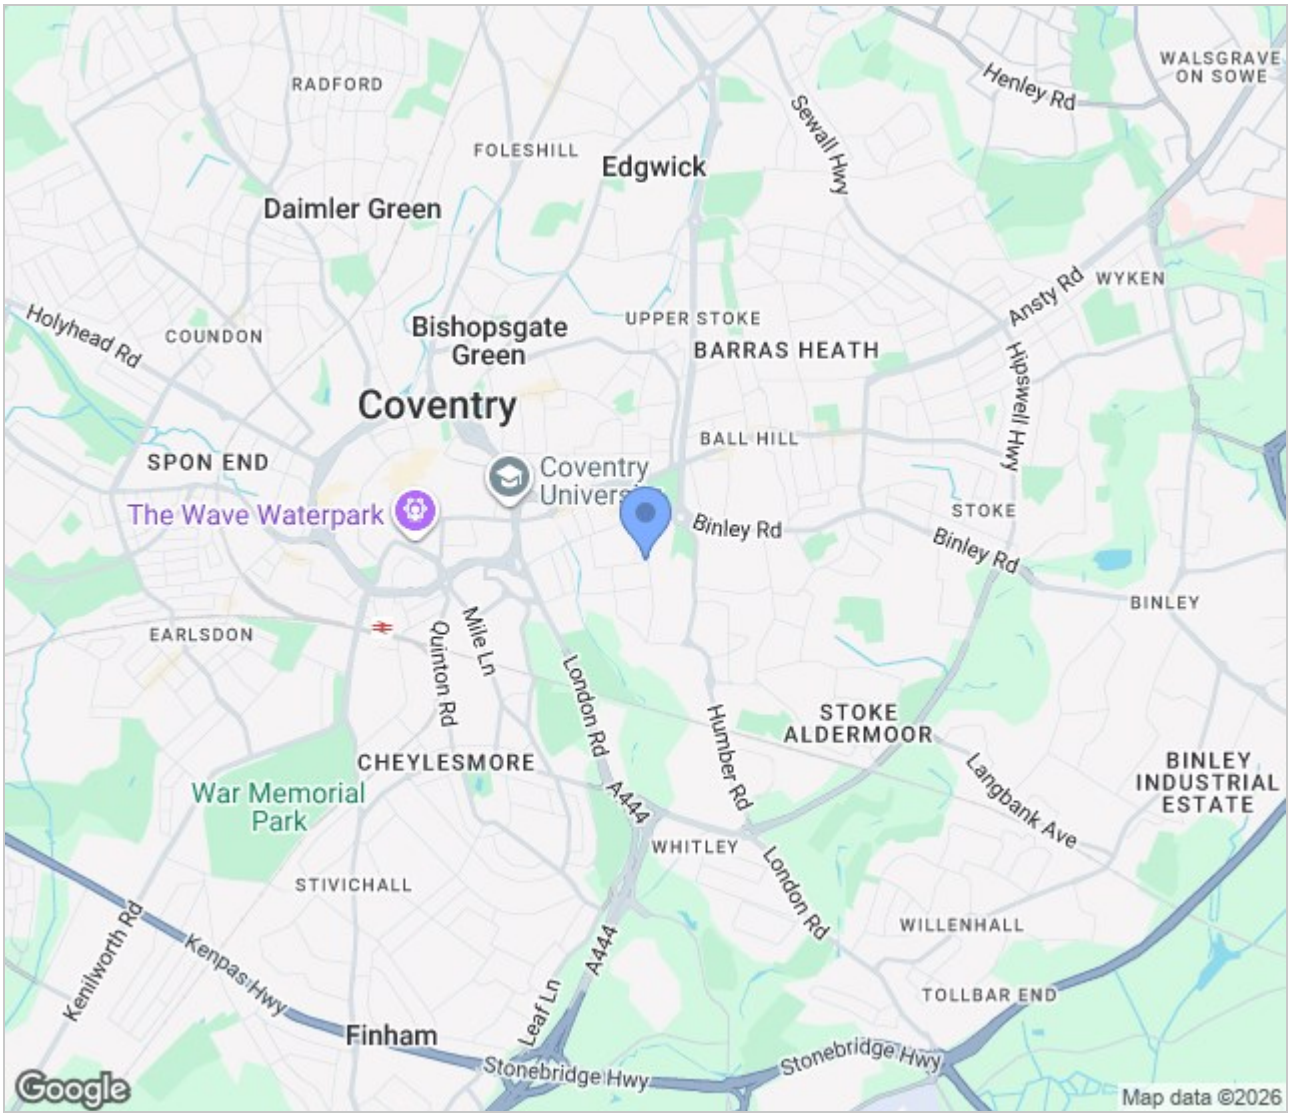 WALSGRAVE
ON SOWE
RADFORD
Henley Rd
Sewall Hwy
FOLESHILL
Edgwick
Daimler Green
WYKEN
Ansty Rd
Holyhead Rd
COUNDON
Bishopsgate
Green
UPPER STOKE
BARRAS HEATH
Hipswell Hwy
Coventry
BALL HILL
SPON END
Coventry
The Wave Waterpark
STOKE
Binley Rd
Binley Rd
BINLEY
EARLSDON
Mile Ln
Quinton Rd
London Rd
Humber Rd
STOKE
ALDERMOOR
CHEYLESMORE
Langbank Ave
BINLEY
INDUSTRIAL
ESTATE
War Memorial
Park
A444
WHITLEY
London Rd
STIVICHALL
Kenilworth Rd
WILLENHALL
Kenpas Hwy
A444
TOLLBAR END
Leaf Ln
Finham
Stonebridge Hwy
Stonebridge Hwy
Google
Map data ©2026